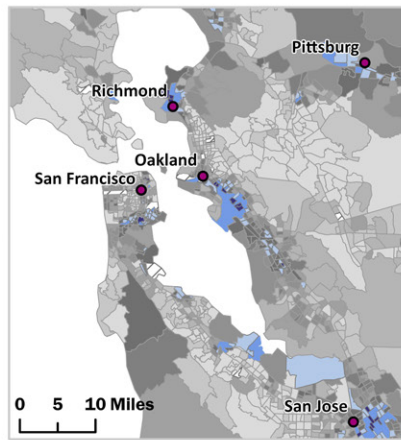 Pittsburg
Richmond
Oakland
San Francisco
San Jose
0 5 10 Miles